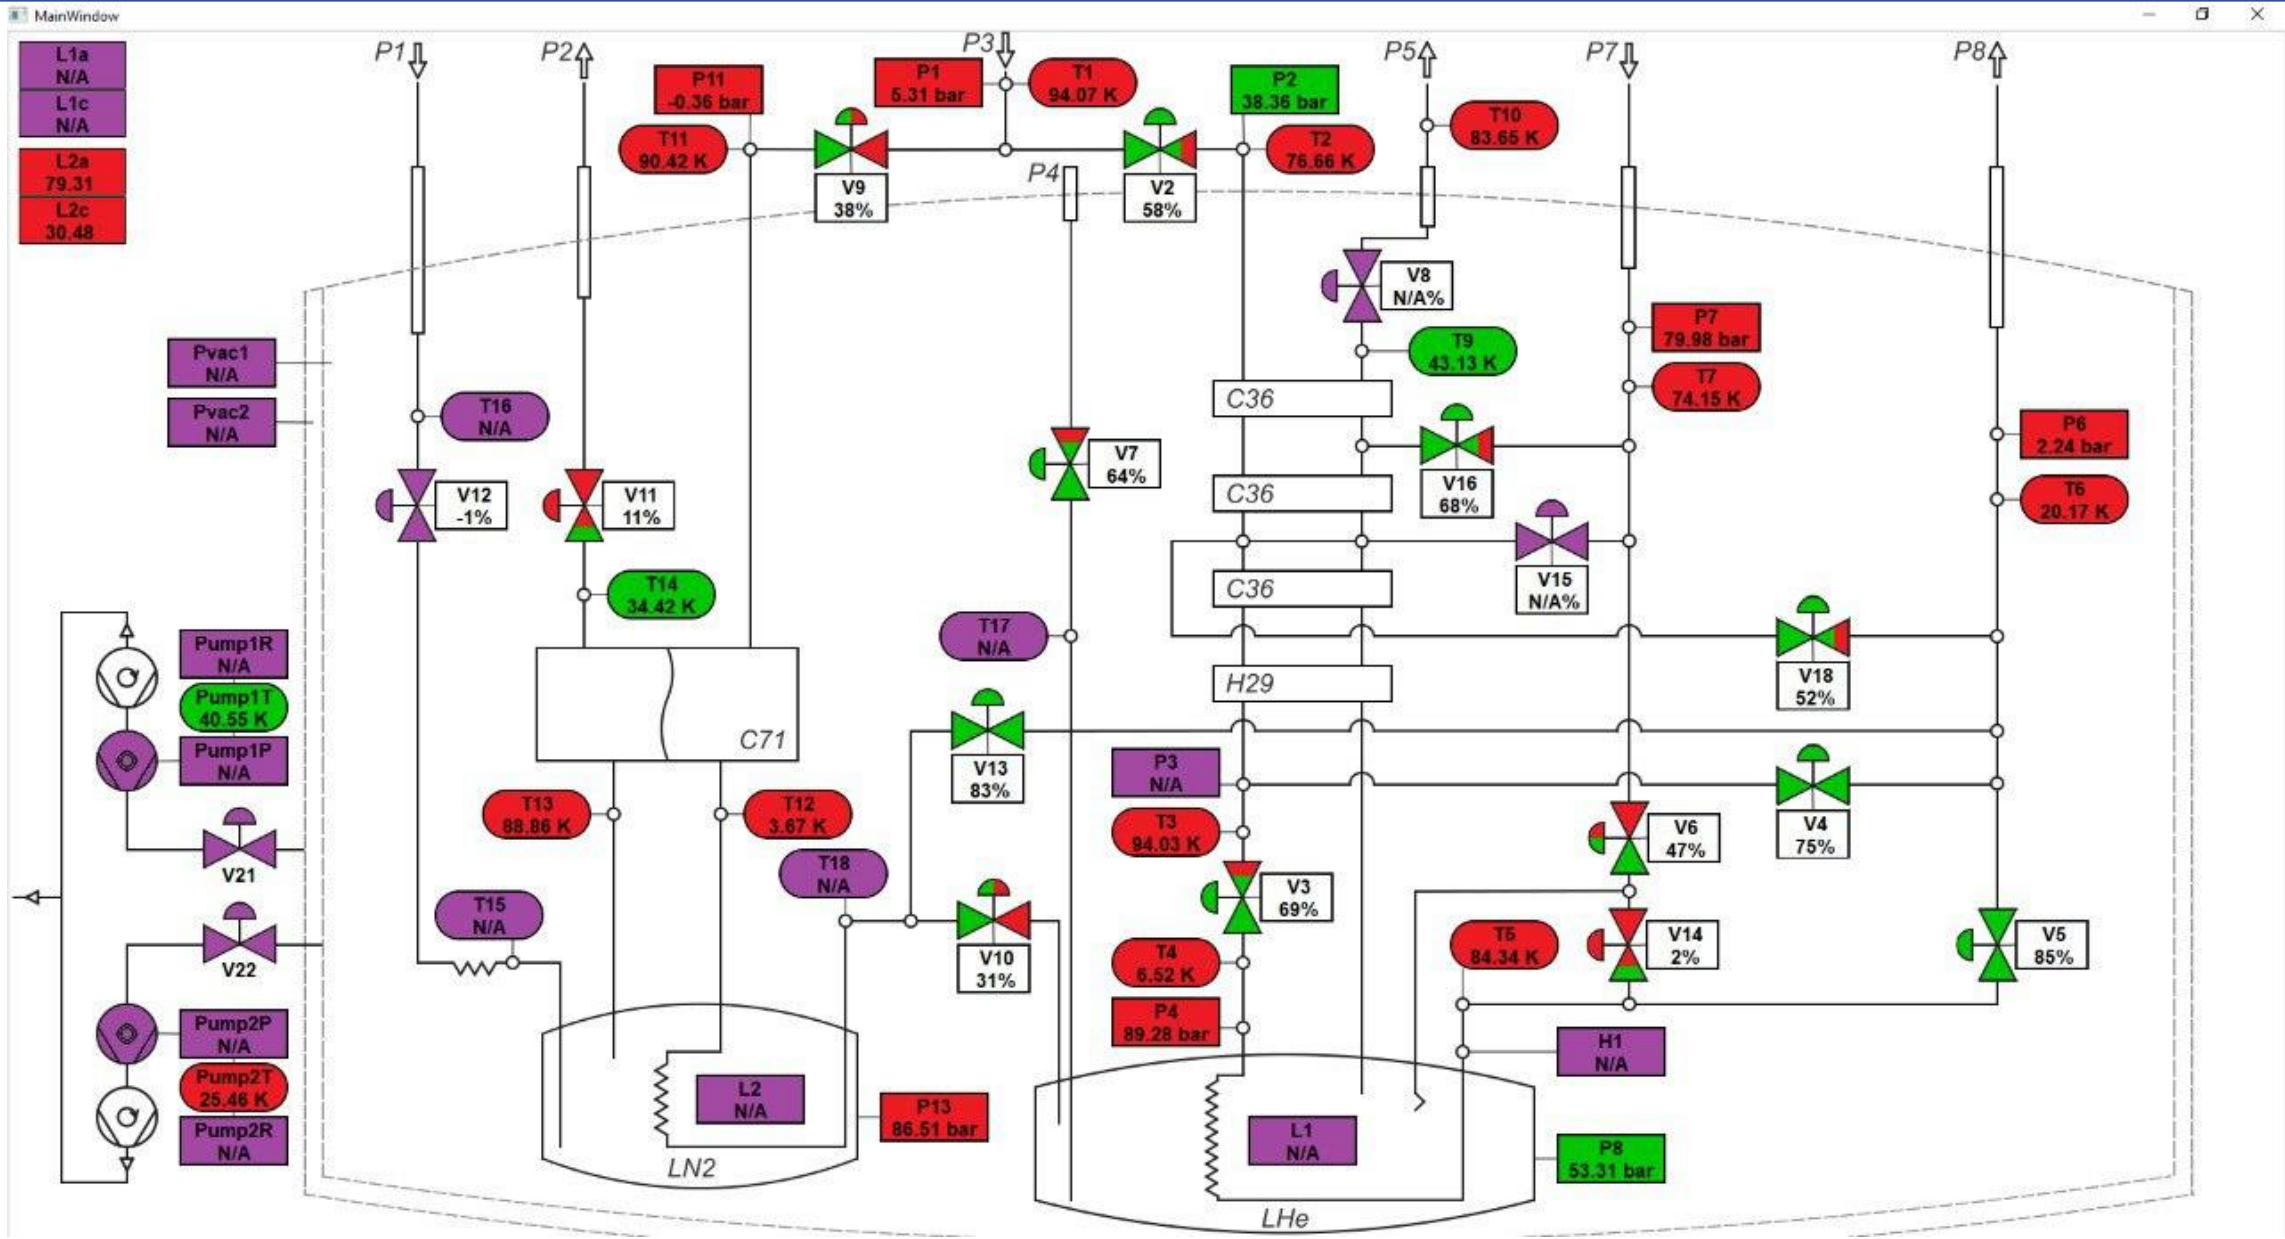 MainWindow
L1a
N/A
L1c
N/A
L2a
79.31
L2c
30.48
P1
P2
P3
P5
P7
P8
P11
-0.36 bar
P1
5.31 bar
T1
94.07 K
P2
38.36 bar
T10
83.65 K
T11
90.42 K
T2
76.66 K
V9
38%
P4
V2
58%
V8
N/A%
P7
79.98 bar
Pvac1
N/A
T9
43.13 K
T7
74.15 K
C36
Pvac2
N/A
T16
N/A
P6
2.24 bar
V7
64%
V16
68%
C36
T6
20.17 K
V12
-1%
V11
11%
V15
N/A%
T14
34.42 K
C36
T17
N/A
Pump1R
N/A
H29
V18
52%
Pump1T
40.55 K
C71
Pump1P
N/A
V13
83%
P3
N/A
T13
88.86 K
T12
3.67 K
T3
94.03 K
V6
47%
V4
75%
V21
T18
N/A
V3
69%
T15
N/A
T5
84.34 K
V14
2%
V5
85%
V22
V10
31%
T4
6.52 K
Pump2P
N/A
P4
89.28 bar
H1
N/A
Pump2T
25.46 K
L2
N/A
P13
86.51 bar
Pump2R
N/A
L1
N/A
P8
53.31 bar
LN2
LHe